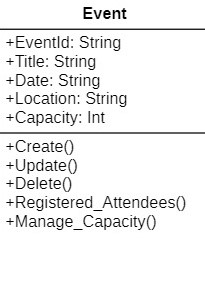 Event
+EventId: String
+Title: String
+Date: String
+Location: String
+Capacity: Int
+Create()
+Update()
+Delete()
+Registered_Attendees()
+Manage_Capacity()